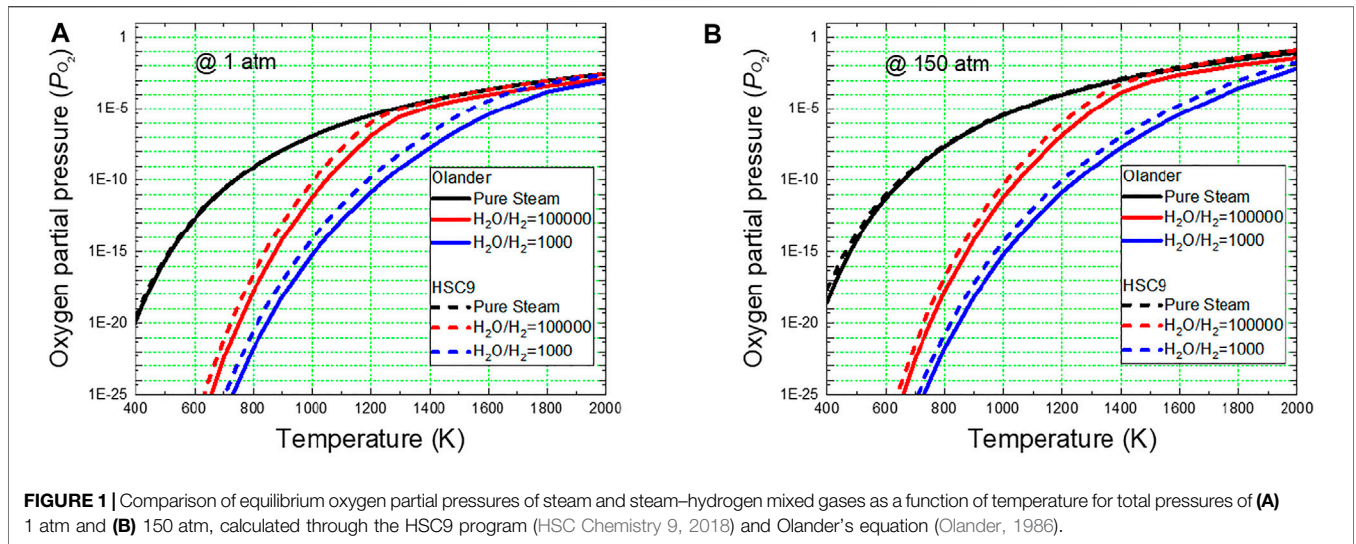 A
@ 1 atm
Oxygen partial pressure (P_O₂)
1
1E-5
1E-10
1E-15
1E-20
1E-25
400 600 800 1000 1200 1400 1600 1800 2000
Temperature (K)
Olander
Pure Steam
H₂O/H₂=100000
H₂O/H₂=1000
HSC9
Pure Steam
H₂O/H₂=100000
H₂O/H₂=1000
B
@ 150 atm
Oxygen partial pressure (P_O₂)
1
1E-5
1E-10
1E-15
1E-20
1E-25
400 600 800 1000 1200 1400 1600 1800 2000
Temperature (K)
Olander
Pure Steam
H₂O/H₂=100000
H₂O/H₂=1000
HSC9
Pure Steam
H₂O/H₂=100000
H₂O/H₂=1000
FIGURE 1 | Comparison of equilibrium oxygen partial pressures of steam and steam–hydrogen mixed gases as a function of temperature for total pressures of (A)
1 atm and (B) 150 atm, calculated through the HSC9 program (HSC Chemistry 9, 2018) and Olander's equation (Olander, 1986).